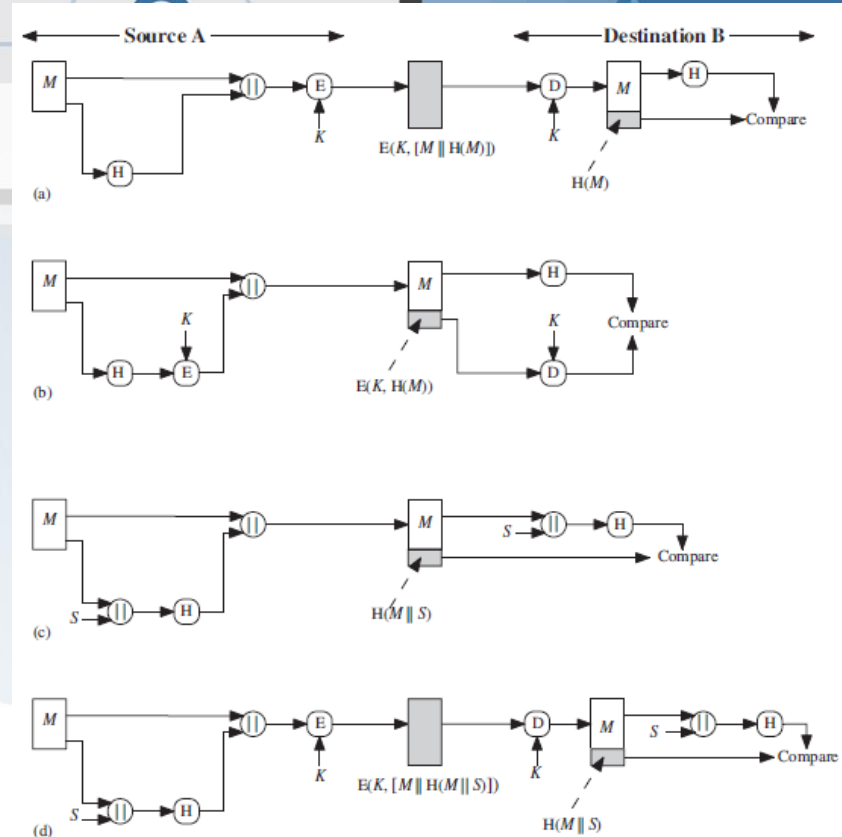 Source A
Destination B
M
||
E
K
E(K, [M || H(M)])
D
K
M
H
Compare
H(M)
H
(a)
M
||
K
H
E
M
E(K, H(M))
H
K
D
Compare
(b)
M
||
S
||
H
M
H(M || S)
S
||
H
Compare
(c)
M
||
E
K
S
||
H
E(K, [M || H(M || S)])
D
K
M
S
||
H
Compare
H(M || S)
(d)